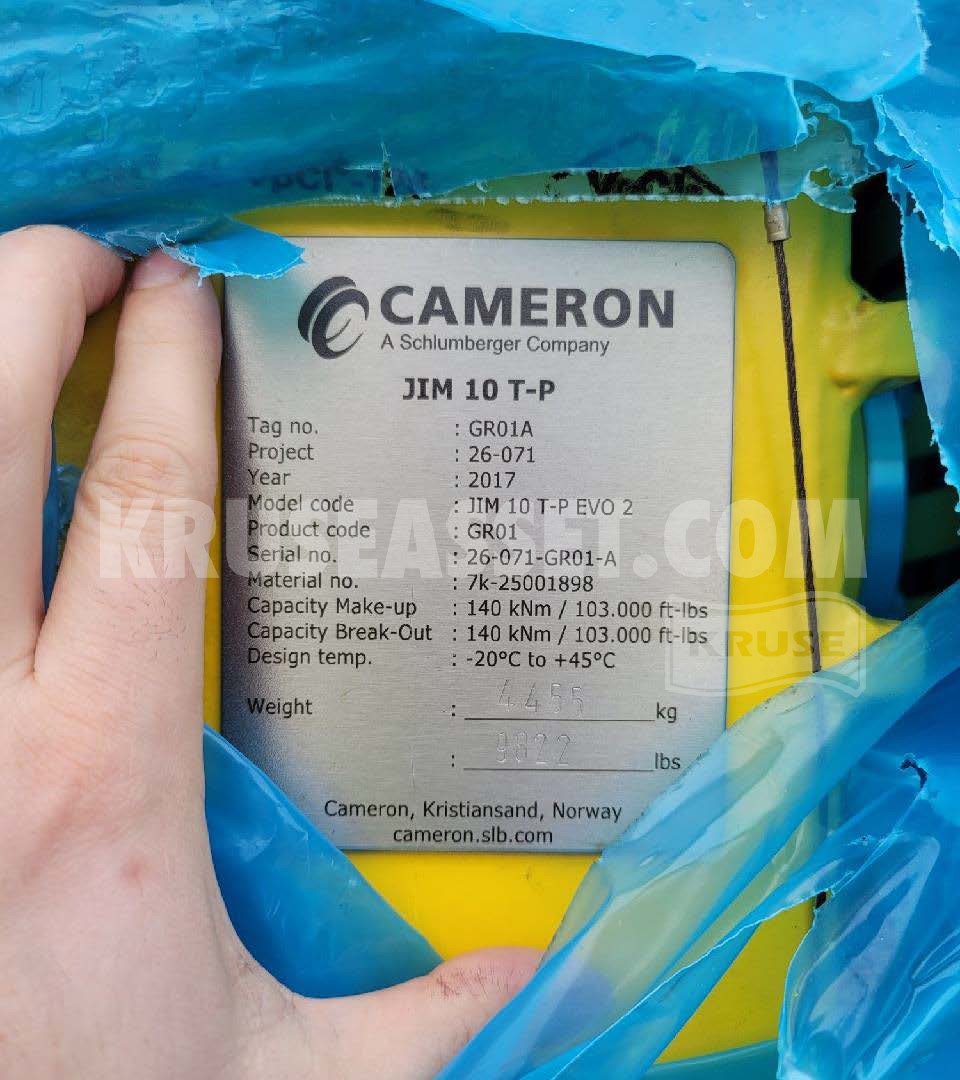 CAMERON
A Schlumberger Company
JIM 10 T-P
Tag no. : GR01A
Project : 26-071
Year : 2017
Model code : JIM 10 T-P EVO 2
Product code : GR01
Serial no. : 26-071-GR01-A
Material no. : 7k-25001898
Capacity Make-up : 140 kNm / 103.000 ft-lbs
Capacity Break-Out : 140 kNm / 103.000 ft-lbs
Design temp. : -20°C to +45°C
Weight : 4455 kg
: 9822 lbs
Cameron, Kristiansand, Norway
cameron.slb.com
KRUSEASSET.COM
KRUSE